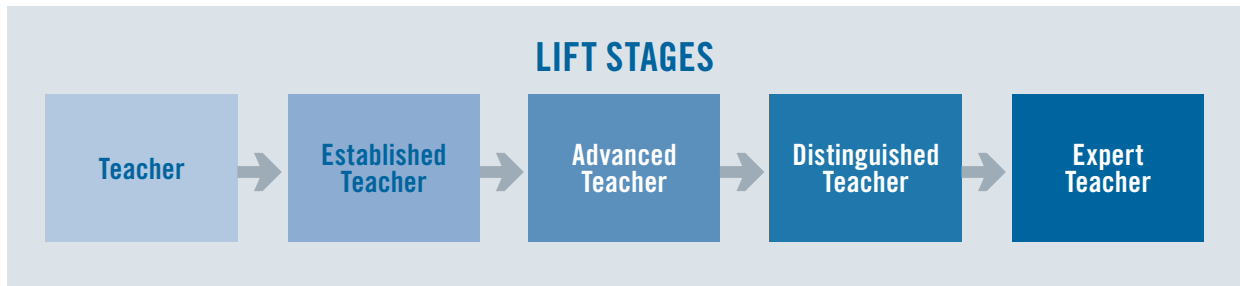 LIFT STAGES
Teacher
Established
Teacher
Advanced
Teacher
Distinguished
Teacher
Expert
Teacher